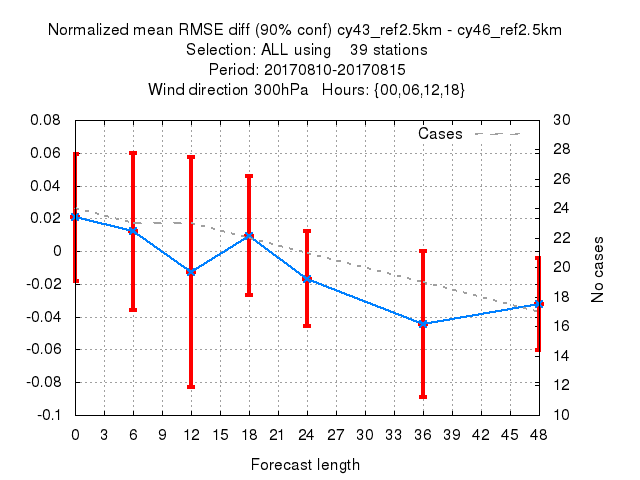 Normalized mean RMSE diff (90% conf) cy43_ref2.5km - cy46_ref2.5km
Selection: ALL using 39 stations
Period: 20170810-20170815
Wind direction 300hPa Hours: {00,06,12,18}
Cases
0.08
0.06
0.04
0.02
0
-0.02
-0.04
-0.06
-0.08
-0.1
30
28
26
24
22
20
18
16
14
12
10
No cases
0 3 6 9 12 15 18 21 24 27 30 33 36 39 42 45 48
Forecast length